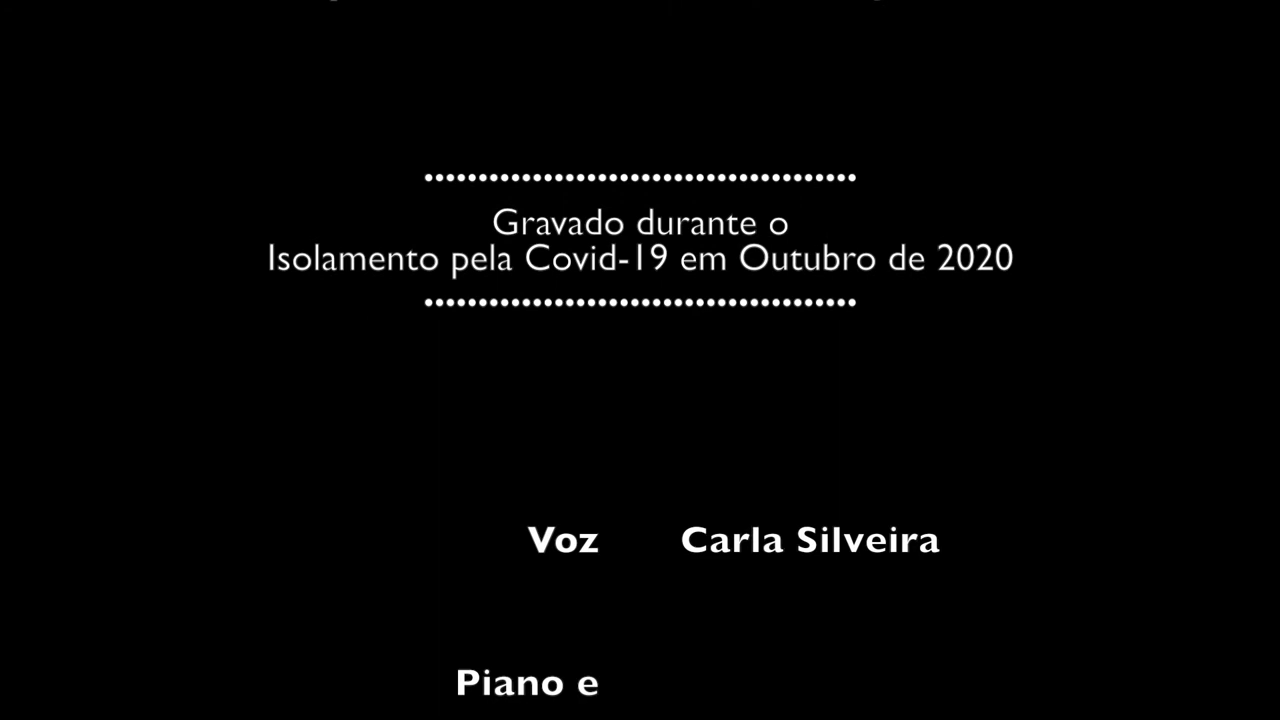 Gravado durante o
Isolamento pela Covid-19 em Outubro de 2020
Voz Carla Silveira
Piano e